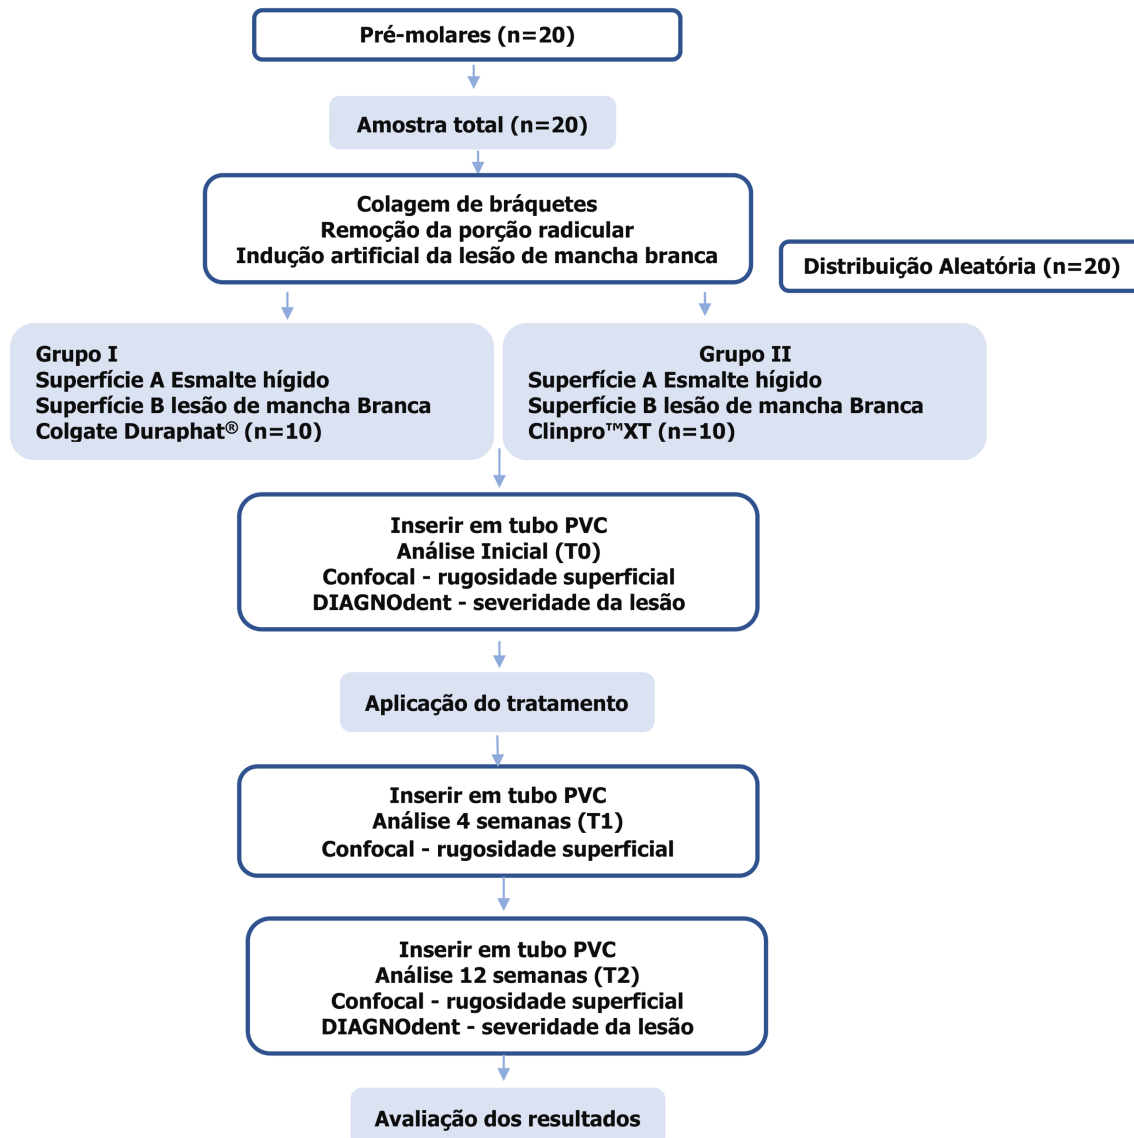 Pré-molares (n=20)
Amostra total (n=20)
Colagem de bráquetes
Remoção da porção radicular
Indução artificial da lesão de mancha branca
Distribuição Aleatória (n=20)
Grupo I
Superfície A Esmalte hígido
Superfície B lesão de mancha Branca
Colgate Duraphat® (n=10)
Grupo II
Superfície A Esmalte hígido
Superfície B lesão de mancha Branca
Clinpro™XT (n=10)
Inserir em tubo PVC
Análise Inicial (T0)
Confocal - rugosidade superficial
DIAGNOdent - severidade da lesão
Aplicação do tratamento
Inserir em tubo PVC
Análise 4 semanas (T1)
Confocal - rugosidade superficial
Inserir em tubo PVC
Análise 12 semanas (T2)
Confocal - rugosidade superficial
DIAGNOdent - severidade da lesão
Avaliação dos resultados